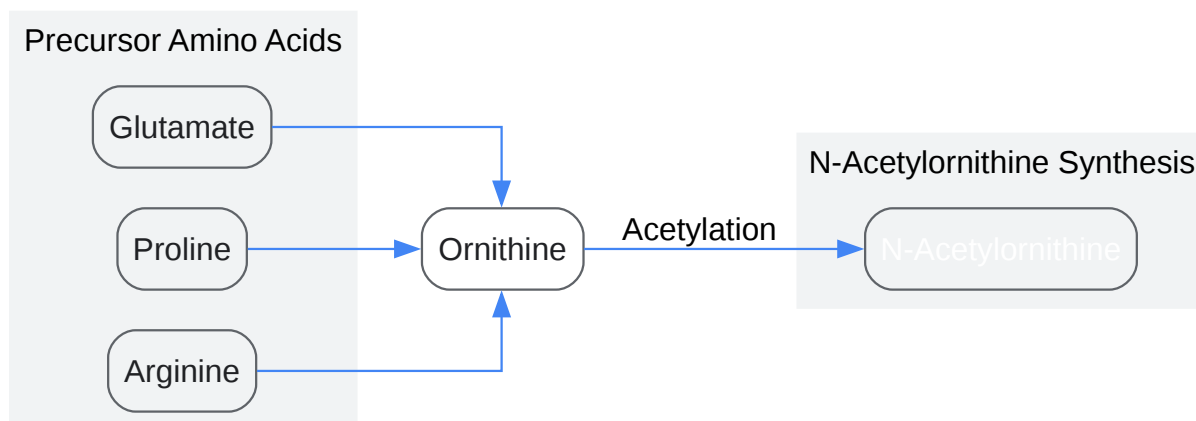 Precursor Amino Acids
Glutamate
Proline
Arginine
Ornithine
Acetylation
N-Acetylornithine Synthesis
N-Acetylornithine